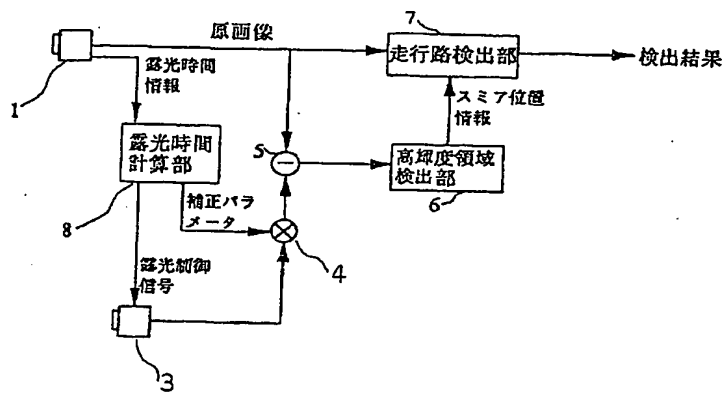 原画像
7
走行路検出部
検出結果
1
露光時間
情報
スミア位置
情報
露光時間
計算部
5
−
高輝度領域
検出部
8
補正パラ
メータ
6
×
4
露光制御
信号
3